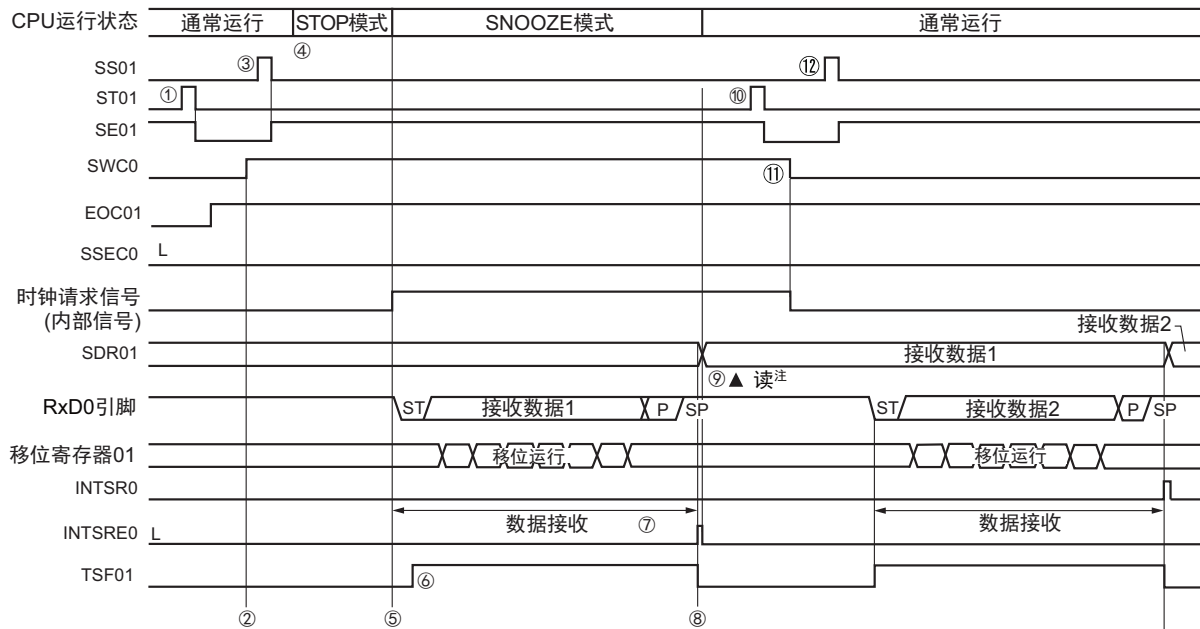 CPU运行状态 通常运行 STOP模式 SNOOZE模式 通常运行
④
SS01 ③ ⑫
ST01 ① ⑩
SE01
SWC0 ⑪
EOC01
SSEC0 L
时钟请求信号
(内部信号)
接收数据2
SDR01 接收数据1
⑨▲ 读注
RxD0引脚 ST 接收数据1 P SP ST 接收数据2 P SP
移位寄存器01 移位运行 移位运行
INTSR0
数据接收 ⑦ 数据接收
INTSRE0 L
TSF01 ⑥
② ⑤ ⑧